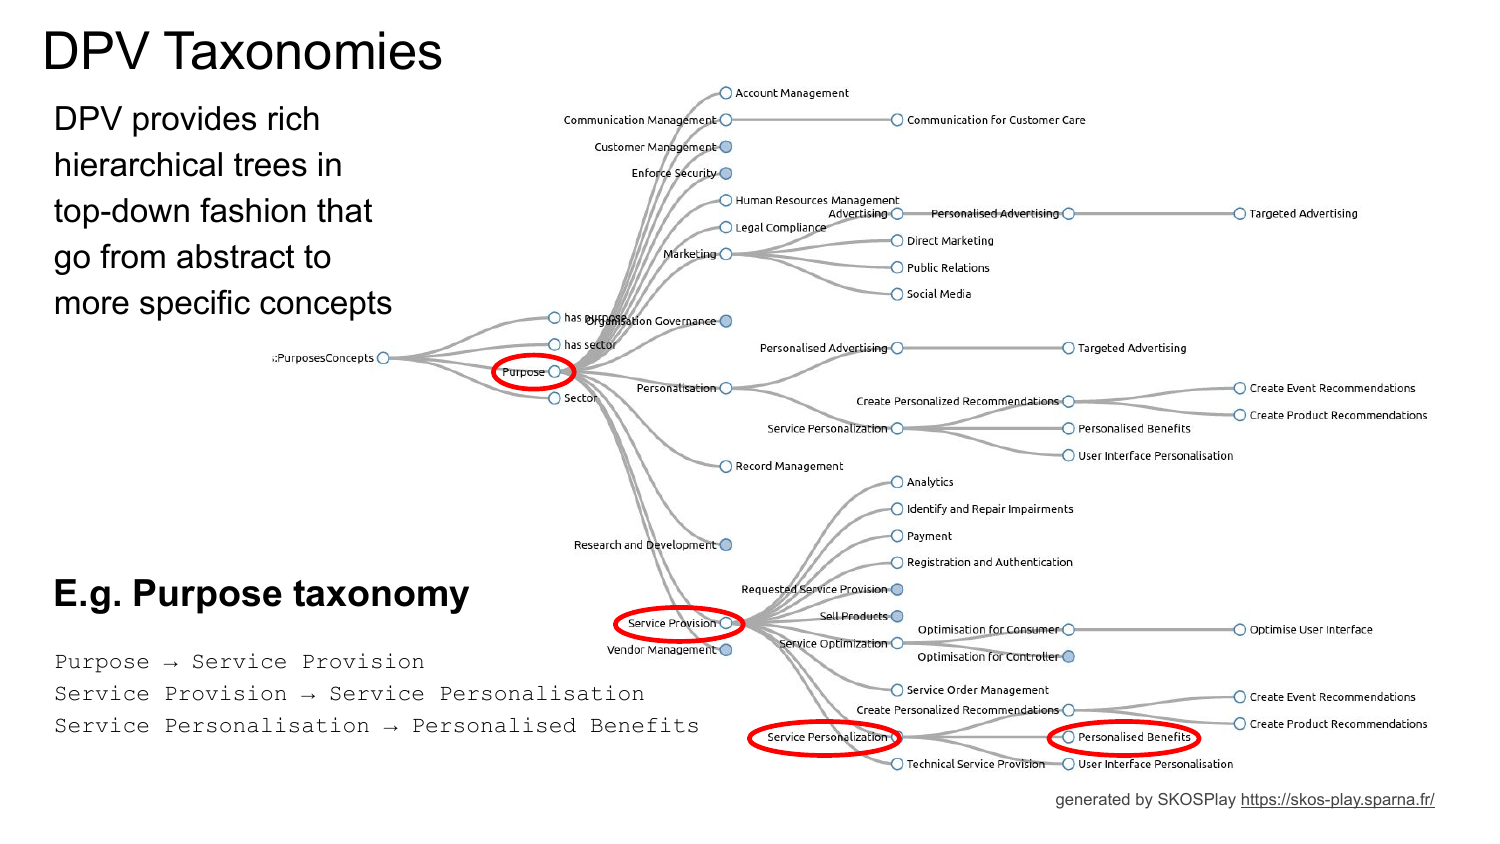 DPV Taxonomies
DPV provides rich
hierarchical trees in
top-down fashion that
go from abstract to
more specific concepts
Account Management
Communication Management
Communication for Customer Care
Customer Management
Enforce Security
Human Resources Management
Advertising
Personalised Advertising
Targeted Advertising
Legal Compliance
Direct Marketing
Marketing
Public Relations
Social Media
has purpose
Organisation Governance
has sector
Personalised Advertising
Targeted Advertising
:PurposesConcepts
Purpose
Personalisation
Sector
Create Personalized Recommendations
Create Event Recommendations
Create Product Recommendations
Service Personalization
Personalised Benefits
User Interface Personalisation
Record Management
Analytics
Identify and Repair Impairments
Payment
Research and Development
Registration and Authentication
Requested Service Provision
Sell Products
Service Provision
Optimisation for Consumer
Optimise User Interface
Service Optimization
Vendor Management
Optimisation for Controller
Service Order Management
Create Personalized Recommendations
Create Event Recommendations
Create Product Recommendations
Service Personalization
Personalised Benefits
Technical Service Provision
User Interface Personalisation
E.g. Purpose taxonomy
Purpose → Service Provision
Service Provision → Service Personalisation
Service Personalisation → Personalised Benefits
generated by SKOSPlay https://skos-play.sparna.fr/